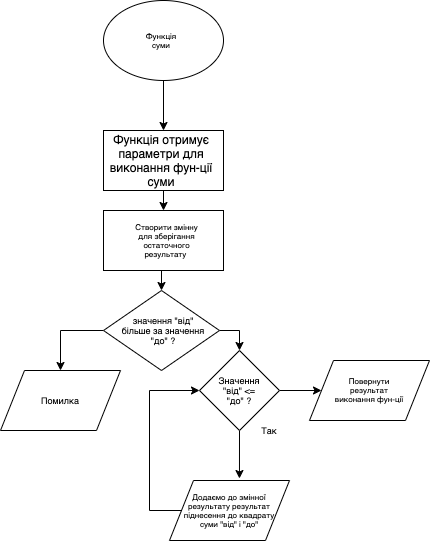 Функція
суми
Функція отримує
параметри для
виконання фун-ції
суми
Створити змінну
для зберігання
остаточного
результату
значення "від"
більше за значення
"до" ?
Значення
"від" <=
"до" ?
Помилка
Повернути
результат
виконання фун-ції
Так
Додаємо до змінної
результату результат
піднесення до квадрату
суми "від" і "до"